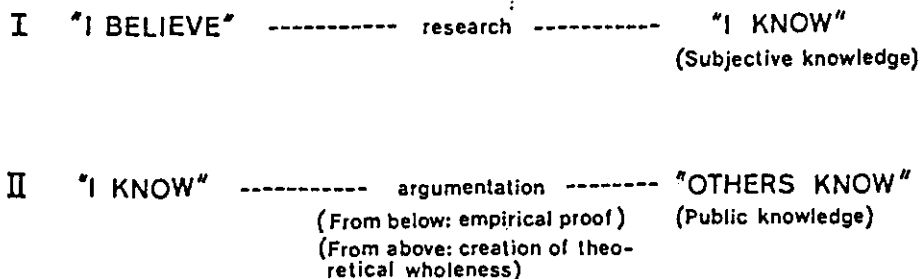 I "I BELIEVE" ----------- research ---------- "I KNOW"
(Subjective knowledge)
II "I KNOW" ----------- argumentation -------- "OTHERS KNOW"
(From below: empirical proof) (Public knowledge)
(From above: creation of theo-
retical wholeness)